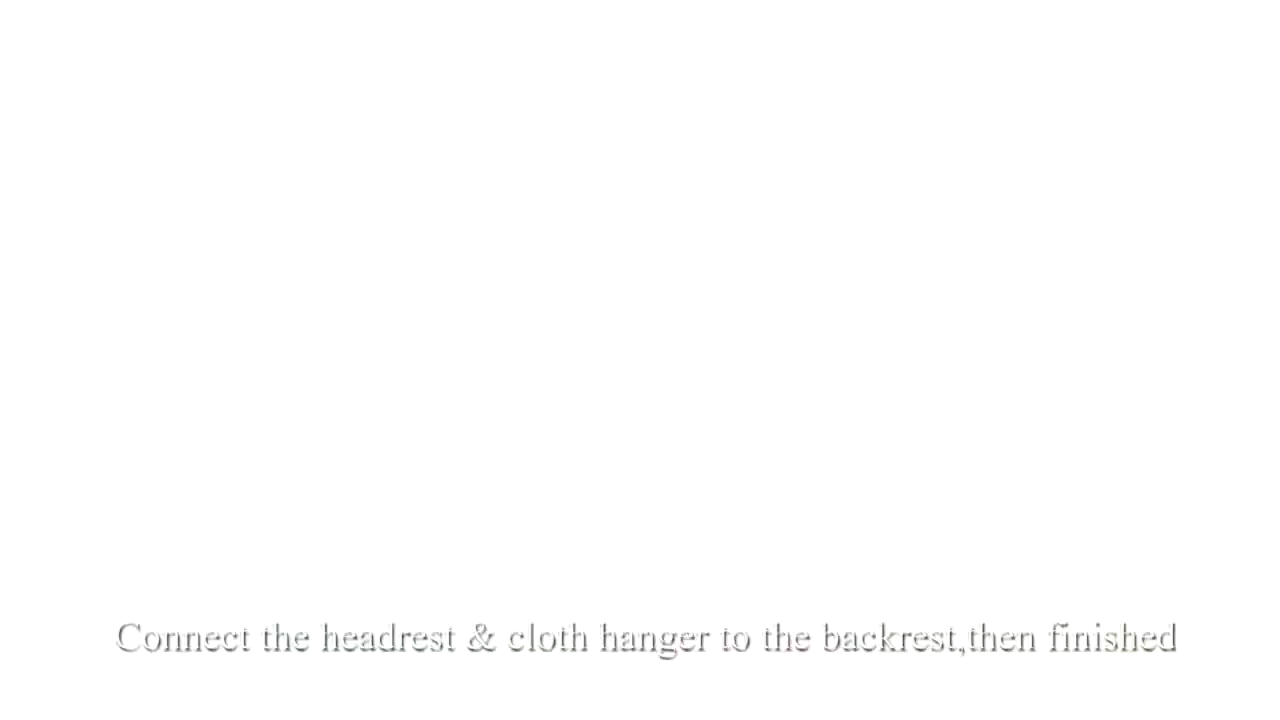 Connect the headrest & cloth hanger to the backrest,then finished